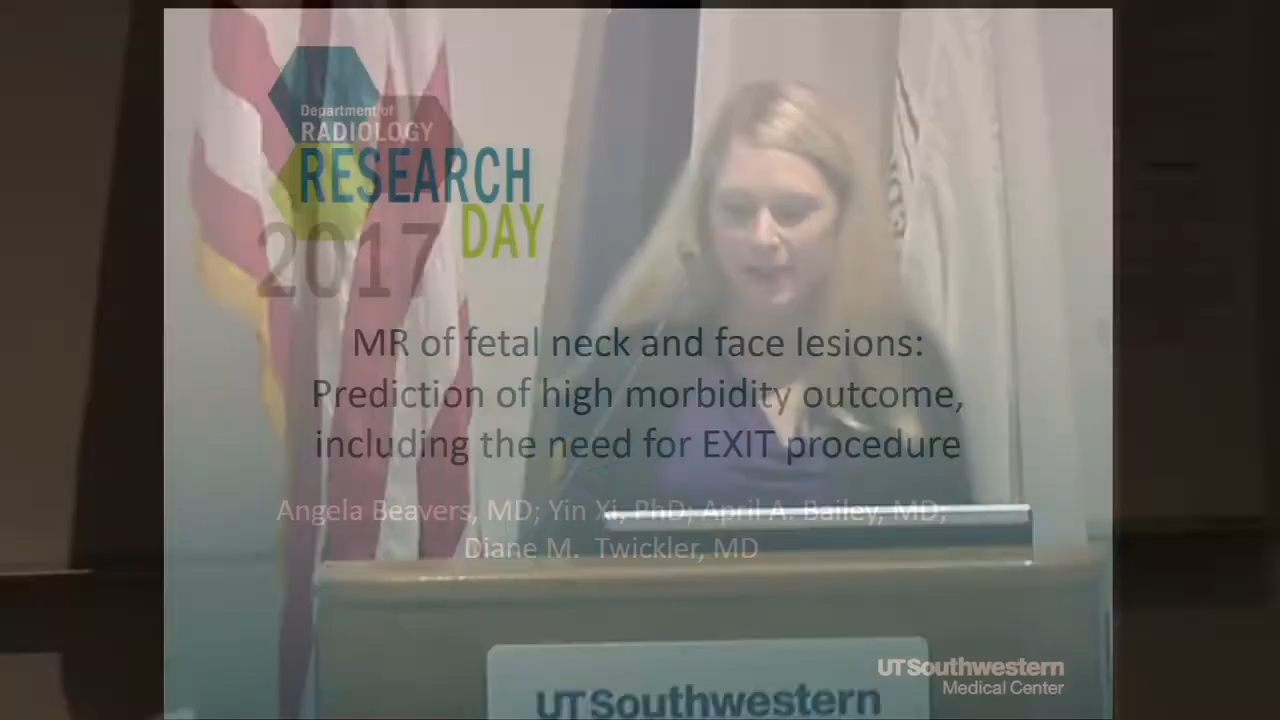 Department of
RADIOLOGY
RESEARCH
DAY
2017
MR of fetal neck and face lesions:
Prediction of high morbidity outcome,
including the need for EXIT procedure
Angela Beavers, MD; Yin Xi, PhD; April A. Bailey, MD;
Diane M. Twickler, MD
UTSouthwestern
Medical Center
UTSouthwestern